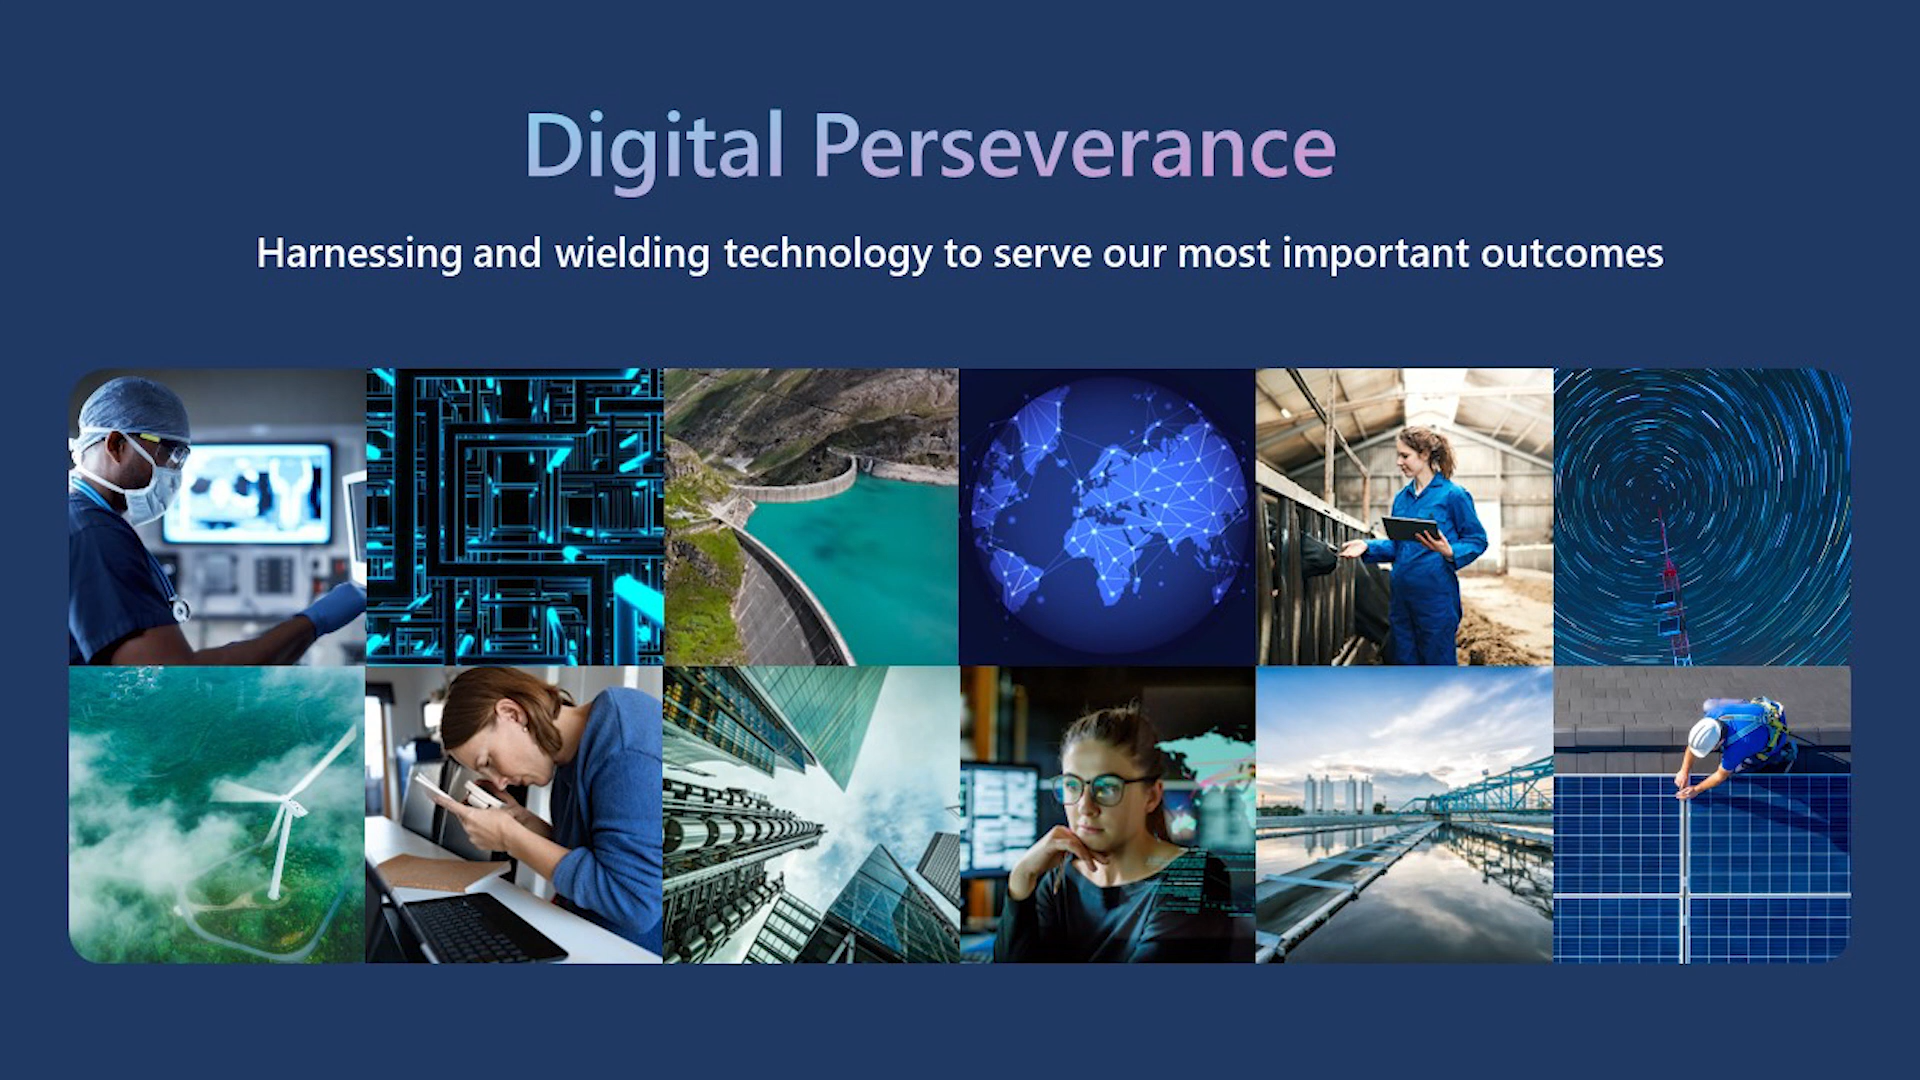 Digital Perseverance
Harnessing and wielding technology to serve our most important outcomes